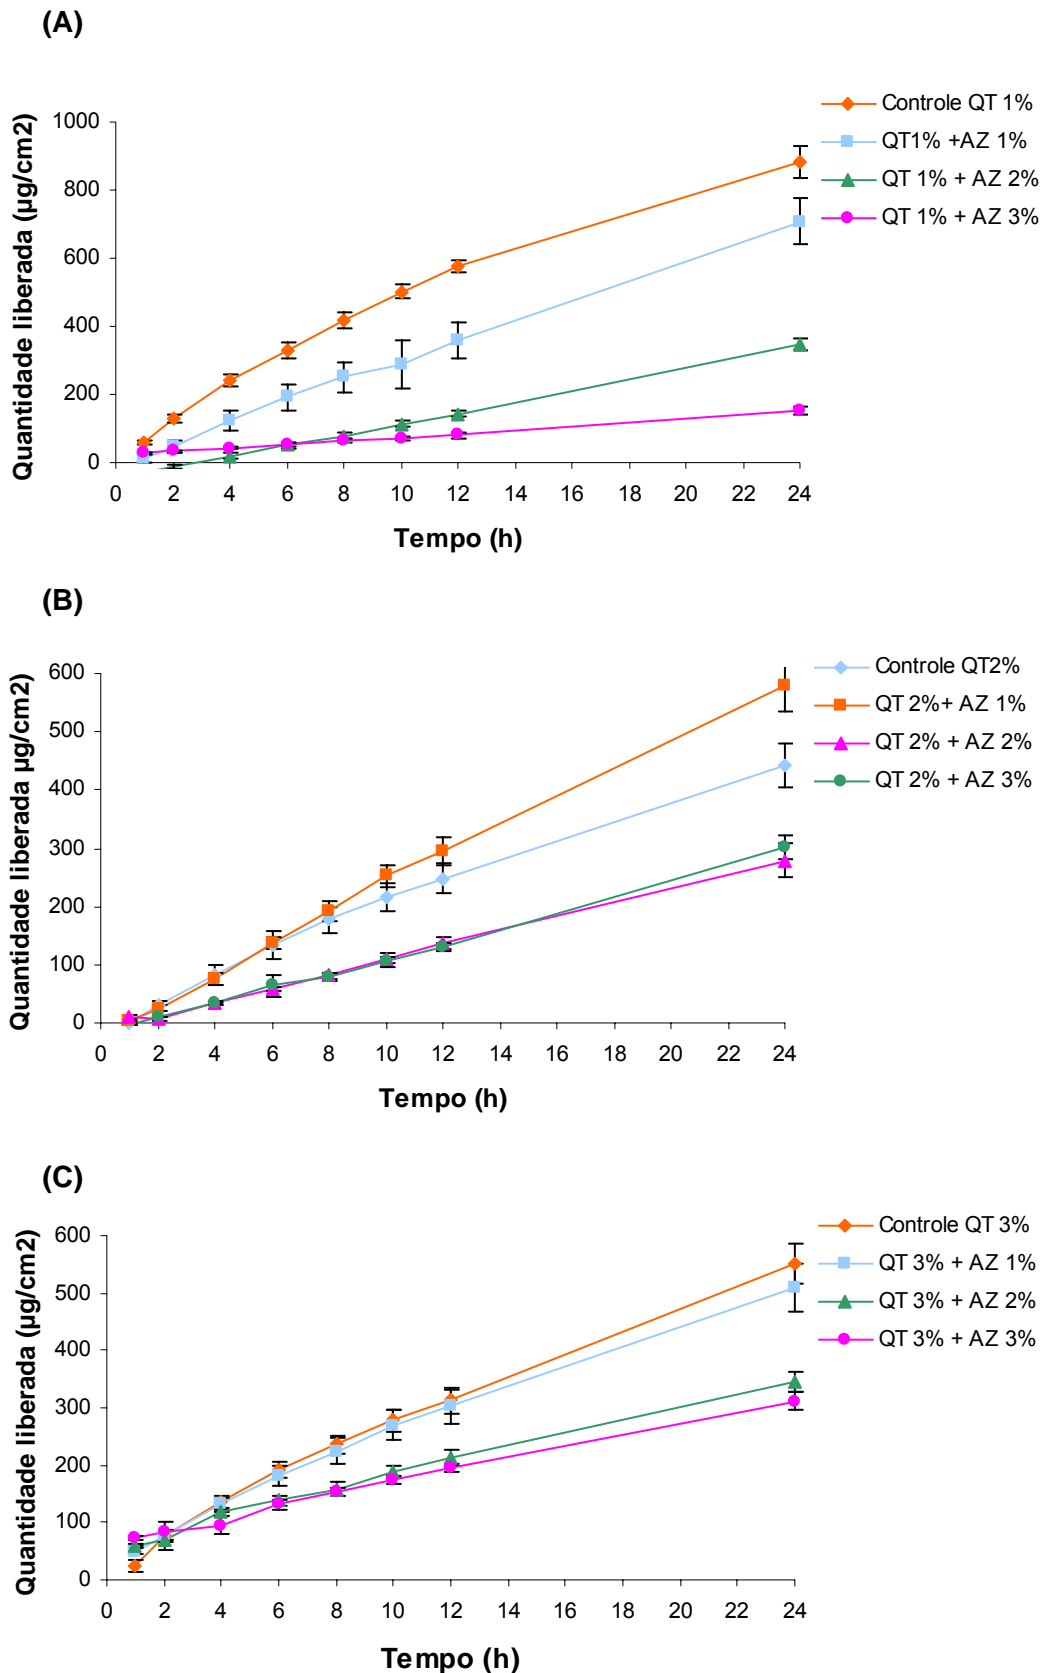 (A)
Quantidade liberada (µg/cm2)
1000
800
600
400
200
0
0 2 4 6 8 10 12 14 16 18 20 22 24
Tempo (h)
Controle QT 1%
QT1% +AZ 1%
QT 1% + AZ 2%
QT 1% + AZ 3%
(B)
Quantidade liberada µg/cm2)
600
500
400
300
200
100
0
0 2 4 6 8 10 12 14 16 18 20 22 24
Tempo (h)
Controle QT2%
QT 2%+ AZ 1%
QT 2% + AZ 2%
QT 2% + AZ 3%
(C)
Quantidade liberada (µg/cm2)
600
500
400
300
200
100
0
0 2 4 6 8 10 12 14 16 18 20 22 24
Tempo (h)
Controle QT 3%
QT 3% + AZ 1%
QT 3% + AZ 2%
QT 3% + AZ 3%